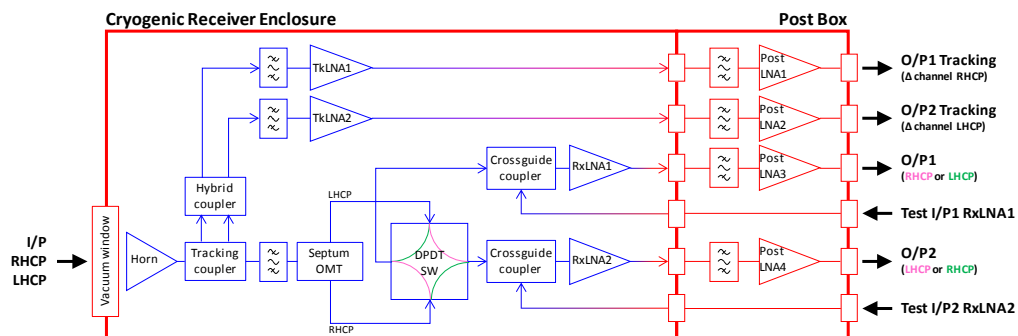 Cryogenic Receiver Enclosure
Post Box
TkLNA1
Post
LNA1
O/P1 Tracking
(Δ channel RHCP)
TkLNA2
Post
LNA2
O/P2 Tracking
(Δ channel LHCP)
Crossguide
coupler
RxLNA1
Post
LNA3
O/P1
(RHCP or LHCP)
Hybrid
coupler
LHCP
Test I/P1 RxLNA1
I/P
RHCP
LHCP
Vacuum window
Horn
Tracking
coupler
Septum
OMT
DPDT
SW
Crossguide
coupler
RxLNA2
Post
LNA4
O/P2
(LHCP or RHCP)
RHCP
Test I/P2 RxLNA2